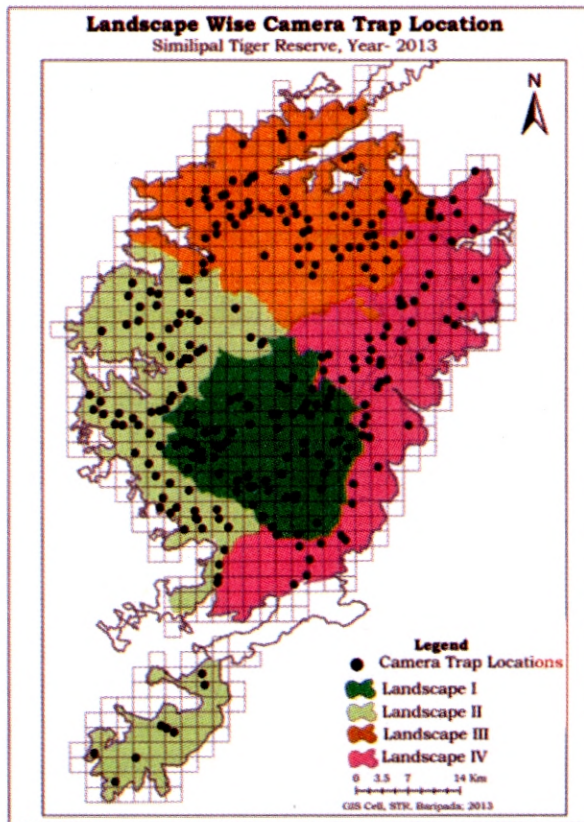 Landscape Wise Camera Trap Location
Similipal Tiger Reserve, Year- 2013
N
Legend
Camera Trap Locations
Landscape I
Landscape II
Landscape III
Landscape IV
0 3.5 7 14 Km
GIS Cell, STR, Baripada; 2013